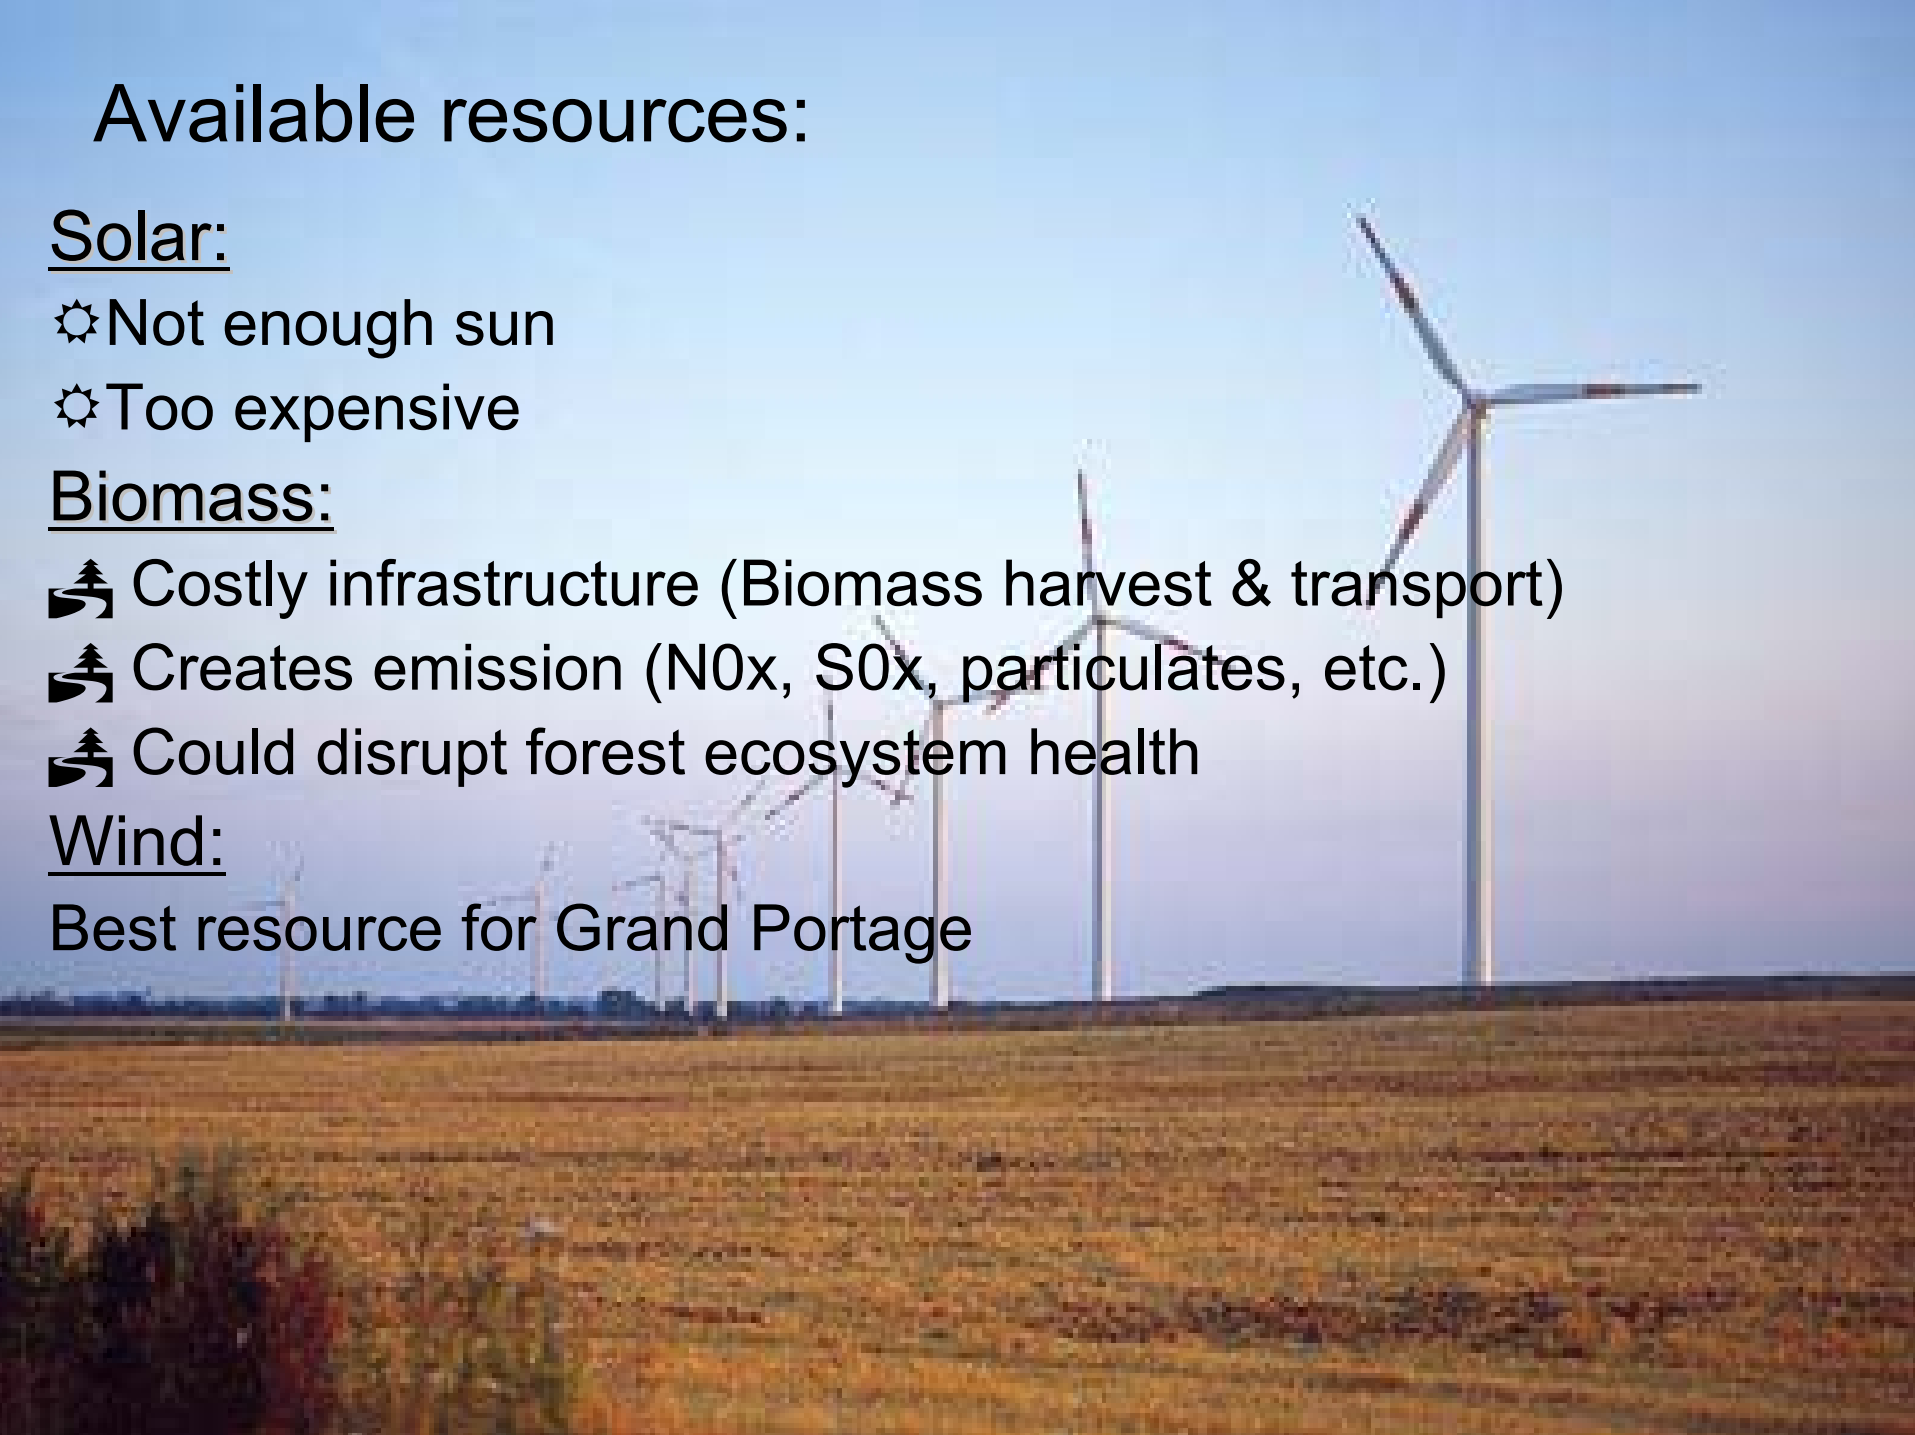 Available resources:
Solar:
Not enough sun
Too expensive
Biomass:
Costly infrastructure (Biomass harvest & transport)
Creates emission (N0x, S0x, particulates, etc.)
Could disrupt forest ecosystem health
Wind:
Best resource for Grand Portage